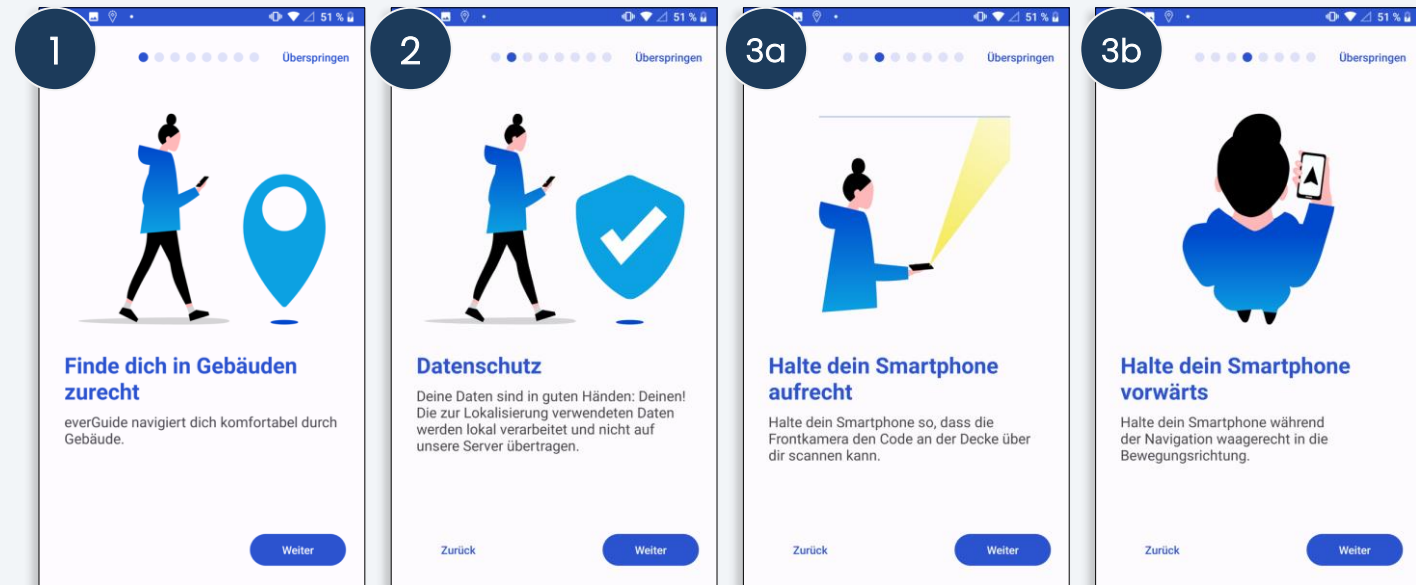 1
51 %
Überspringen
Finde dich in Gebäuden
zurecht
everGuide navigiert dich komfortabel durch
Gebäude.
Weiter
2
51 %
Überspringen
Datenschutz
Deine Daten sind in guten Händen: Deinen!
Die zur Lokalisierung verwendeten Daten
werden lokal verarbeitet und nicht auf
unsere Server übertragen.
Zurück
Weiter
3a
51 %
Überspringen
Halte dein Smartphone
aufrecht
Halte dein Smartphone so, dass die
Frontkamera den Code an der Decke über
dir scannen kann.
Zurück
Weiter
3b
51 %
Überspringen
Halte dein Smartphone
vorwärts
Halte dein Smartphone während
der Navigation waagerecht in die
Bewegungsrichtung.
Zurück
Weiter